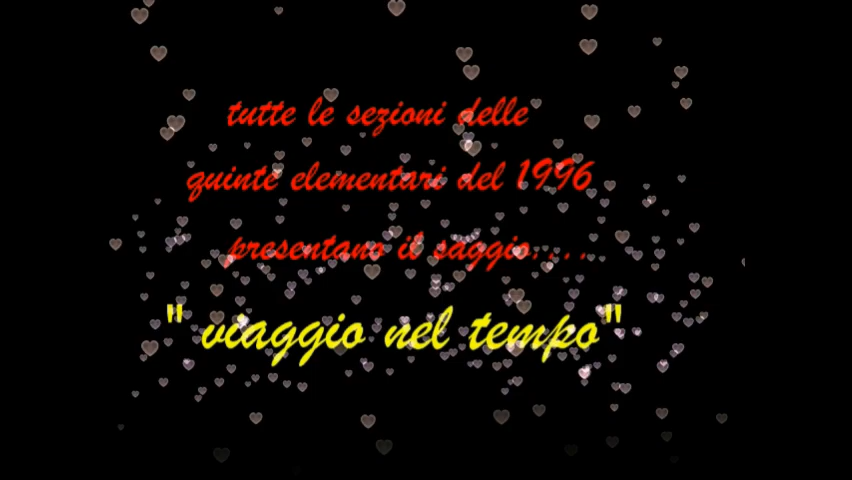 tutte le sezioni delle
quinte elementari del 1996
presentano il saggio....
" viaggio nel tempo"